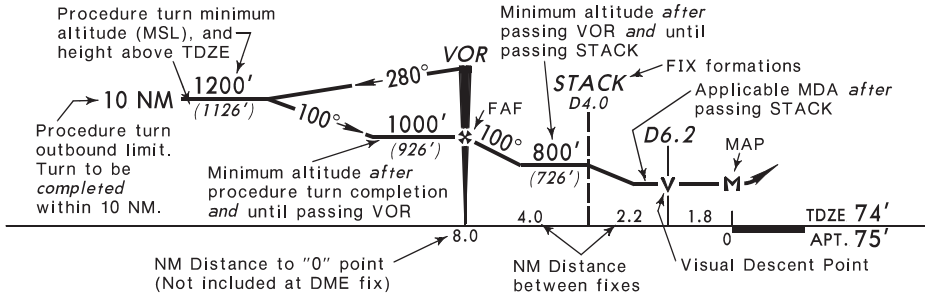 Procedure turn minimum
altitude (MSL), and
height above TDZE
Minimum altitude after
passing VOR and until
passing STACK
VOR
1200'
(1126')
280°
10 NM
100°
STACK
D4.0
FIX formations
Applicable MDA after
passing STACK
Procedure turn
outbound limit.
Turn to be
completed
within 10 NM.
1000'
(926')
FAF
100°
800'
(726')
D6.2
MAP
V
M
Minimum altitude after
procedure turn completion
and until passing VOR
4.0
2.2
1.8
TDZE 74'
8.0
0
APT. 75'
NM Distance to "0" point
(Not included at DME fix)
NM Distance
between fixes
Visual Descent Point